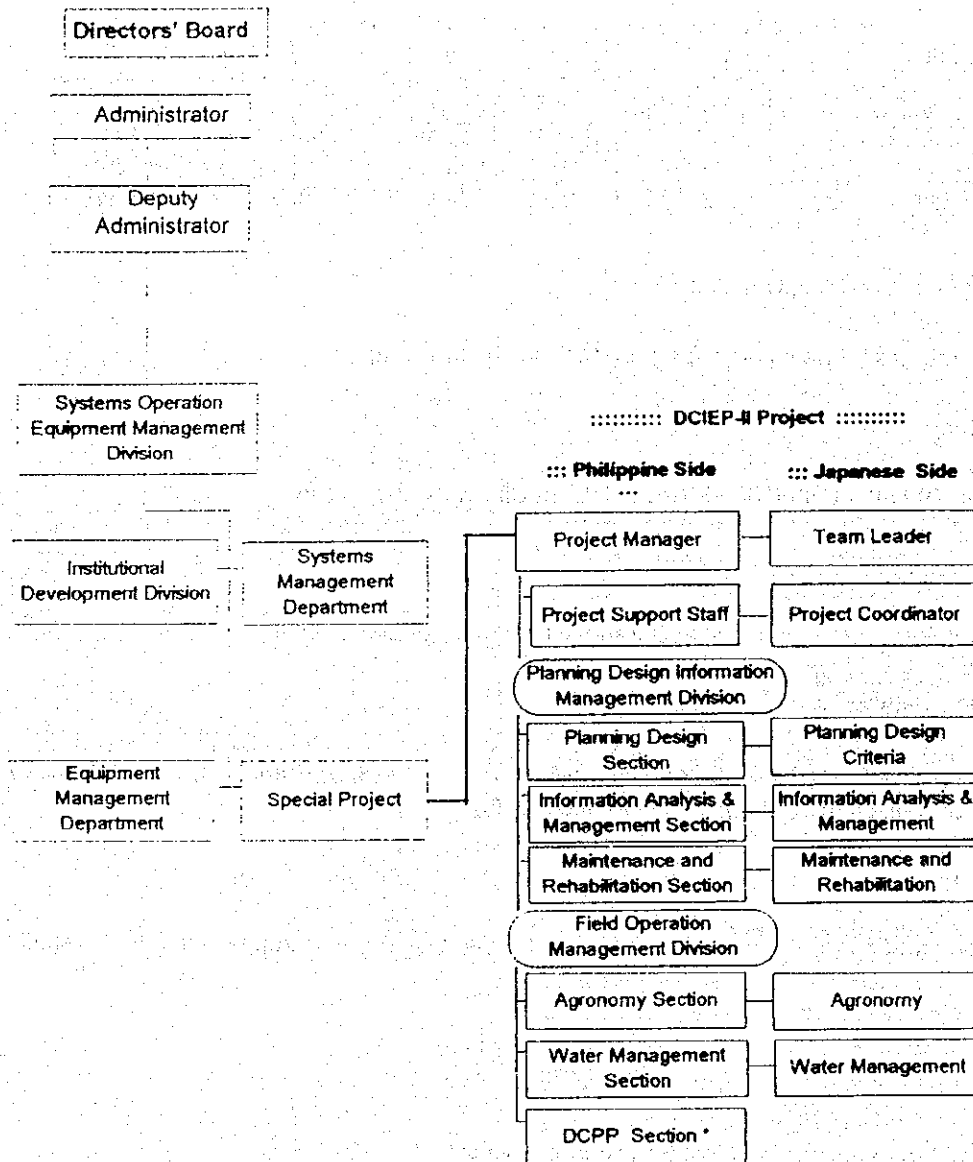 Directors' Board
Administrator
Deputy
Administrator
Systems Operation
Equipment Management
Division
Institutional
Development Division
Systems
Management
Department
Equipment
Management
Department
Special Project
:::::::::: DCIEP-II Project ::::::::::
::: Philippine Side
...
::: Japanese Side
Project Manager
Team Leader
Project Support Staff
Project Coordinator
Planning Design Information
Management Division
Planning Design
Section
Planning Design
Criteria
Information Analysis &
Management Section
Information Analysis &
Management
Maintenance and
Rehabilitation Section
Maintenance and
Rehabilitation
Field Operation
Management Division
Agronomy Section
Agronomy
Water Management
Section
Water Management
DCPP Section *